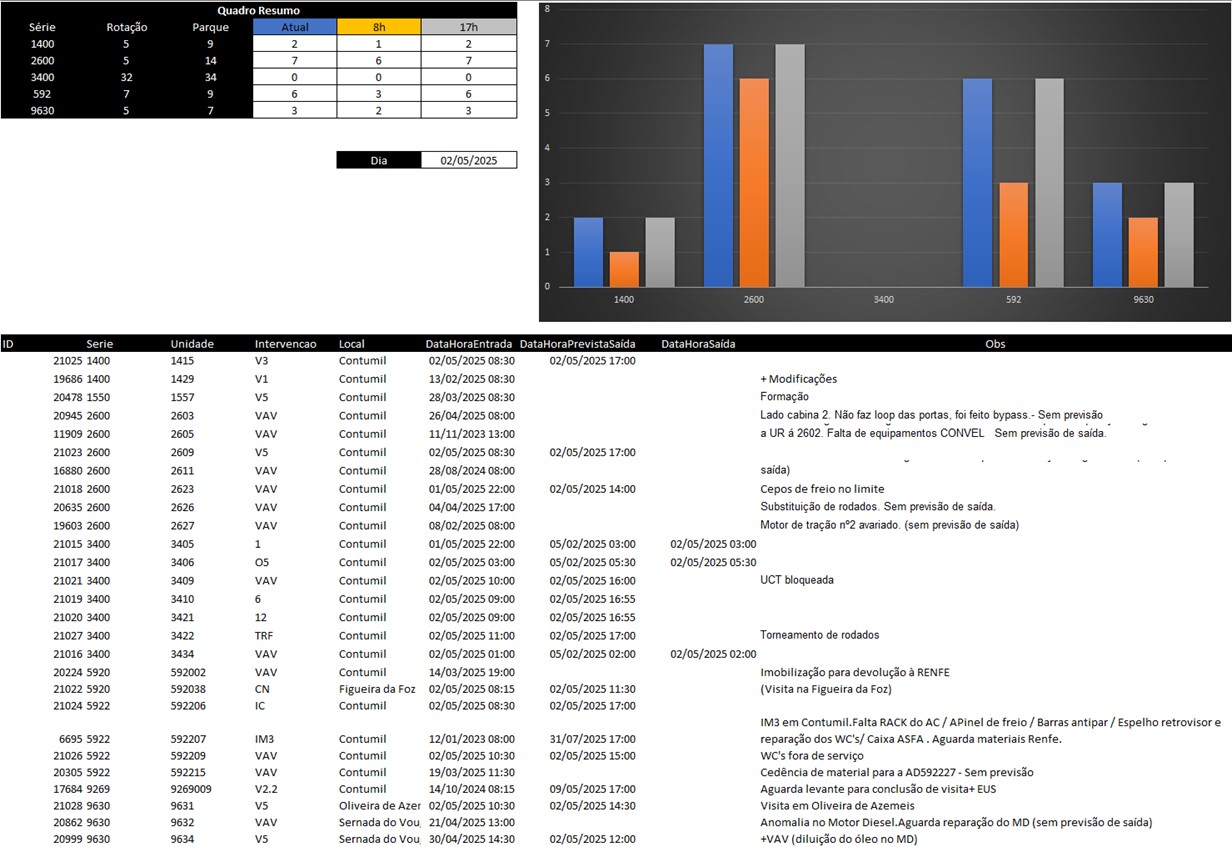 Quadro Resumo
Série Rotação Parque Atual 8h 17h
1400 5 9 2 1 2
2600 5 14 7 6 7
3400 32 34 0 0 0
592 7 9 6 3 6
9630 5 7 3 2 3
Dia 02/05/2025
8
7
6
5
4
3
2
1
0
1400 2600 3400 592 9630
ID Serie Unidade Intervencao Local DataHoraEntrada DataHoraPrevistaSaída DataHoraSaída Obs
21025 1400 1415 V3 Contumil 02/05/2025 08:30 02/05/2025 17:00
19686 1400 1429 V1 Contumil 13/02/2025 08:30 + Modificações
20478 1550 1557 V5 Contumil 28/03/2025 08:30 Formação
20945 2600 2603 VAV Contumil 26/04/2025 08:00 Lado cabina 2. Não faz loop das portas, foi feito bypass.- Sem previsão
11909 2600 2605 VAV Contumil 11/11/2023 13:00 a UR á 2602. Falta de equipamentos CONVEL Sem previsão de saída.
21023 2600 2609 V5 Contumil 02/05/2025 08:30 02/05/2025 17:00
16880 2600 2611 VAV Contumil 28/08/2024 08:00 saída)
21018 2600 2623 VAV Contumil 01/05/2025 22:00 02/05/2025 14:00 Cepos de freio no limite
20635 2600 2626 VAV Contumil 04/04/2025 17:00 Substituição de rodados. Sem previsão de saída.
19603 2600 2627 VAV Contumil 08/02/2025 08:00 Motor de tração nº2 avariado. (sem previsão de saída)
21015 3400 3405 1 Contumil 01/05/2025 22:00 05/02/2025 03:00 02/05/2025 03:00
21017 3400 3406 O5 Contumil 02/05/2025 03:00 05/02/2025 05:30 02/05/2025 05:30
21021 3400 3409 VAV Contumil 02/05/2025 10:00 02/05/2025 16:00 UCT bloqueada
21019 3400 3410 6 Contumil 02/05/2025 09:00 02/05/2025 16:55
21020 3400 3421 12 Contumil 02/05/2025 09:00 02/05/2025 16:55
21027 3400 3422 TRF Contumil 02/05/2025 11:00 02/05/2025 17:00 Torneamento de rodados
21016 3400 3434 VAV Contumil 02/05/2025 01:00 05/02/2025 02:00 02/05/2025 02:00
20224 5920 592002 VAV Contumil 14/03/2025 19:00 Imobilização para devolução à RENFE
21022 5920 592038 CN Figueira da Foz 02/05/2025 08:15 02/05/2025 11:30 (Visita na Figueira da Foz)
21024 5922 592206 IC Contumil 02/05/2025 08:30 02/05/2025 17:00
IM3 em Contumil.Falta RACK do AC / APinel de freio / Barras antipar / Espelho retrovisor e
6695 5922 592207 IM3 Contumil 12/01/2023 08:00 31/07/2025 17:00 reparação dos WC's/ Caixa ASFA . Aguarda materiais Renfe.
21026 5922 592209 VAV Contumil 02/05/2025 10:30 02/05/2025 15:00 WC's fora de serviço
20305 5922 592215 VAV Contumil 19/03/2025 11:30 Cedência de material para a AD592227 - Sem previsão
17684 9269 9269009 V2.2 Contumil 14/10/2024 08:15 09/05/2025 17:00 Aguarda levante para conclusão de visita+ EUS
21028 9630 9631 V5 Oliveira de Azer 02/05/2025 10:30 02/05/2025 14:30 Visita em Oliveira de Azemeis
20862 9630 9632 VAV Sernada do Vou 21/04/2025 13:00 Anomalia no Motor Diesel.Aguarda reparação do MD (sem previsão de saída)
20999 9630 9634 V5 Sernada do Vou 30/04/2025 14:30 02/05/2025 12:00 +VAV (diluição do óleo no MD)